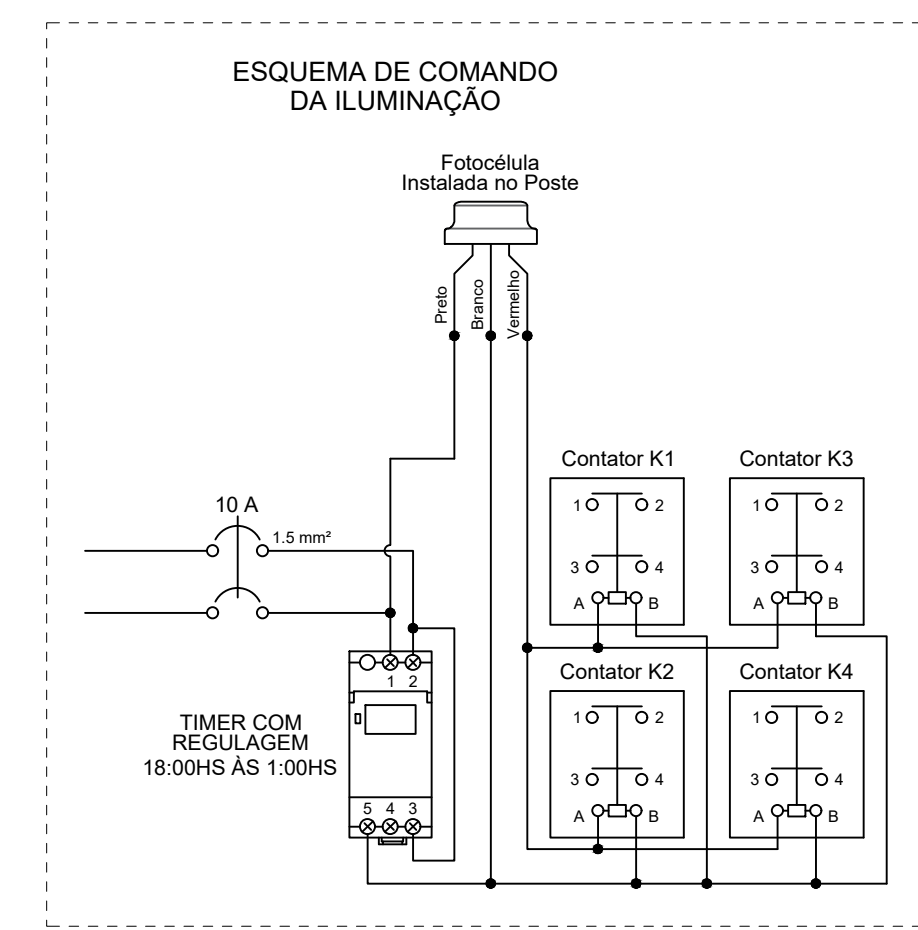 ESQUEMA DE COMANDO
DA ILUMINAÇÃO
Fotocélula
Instalada no Poste
Preto
Branco
Vermelho
10 A
1.5 mm²
Contator K1
1 2
3 4
A B
Contator K3
1 2
3 4
A B
1 2
TIMER COM
REGULAGEM
18:00HS ÀS 1:00HS
5 4 3
Contator K2
1 2
3 4
A B
Contator K4
1 2
3 4
A B